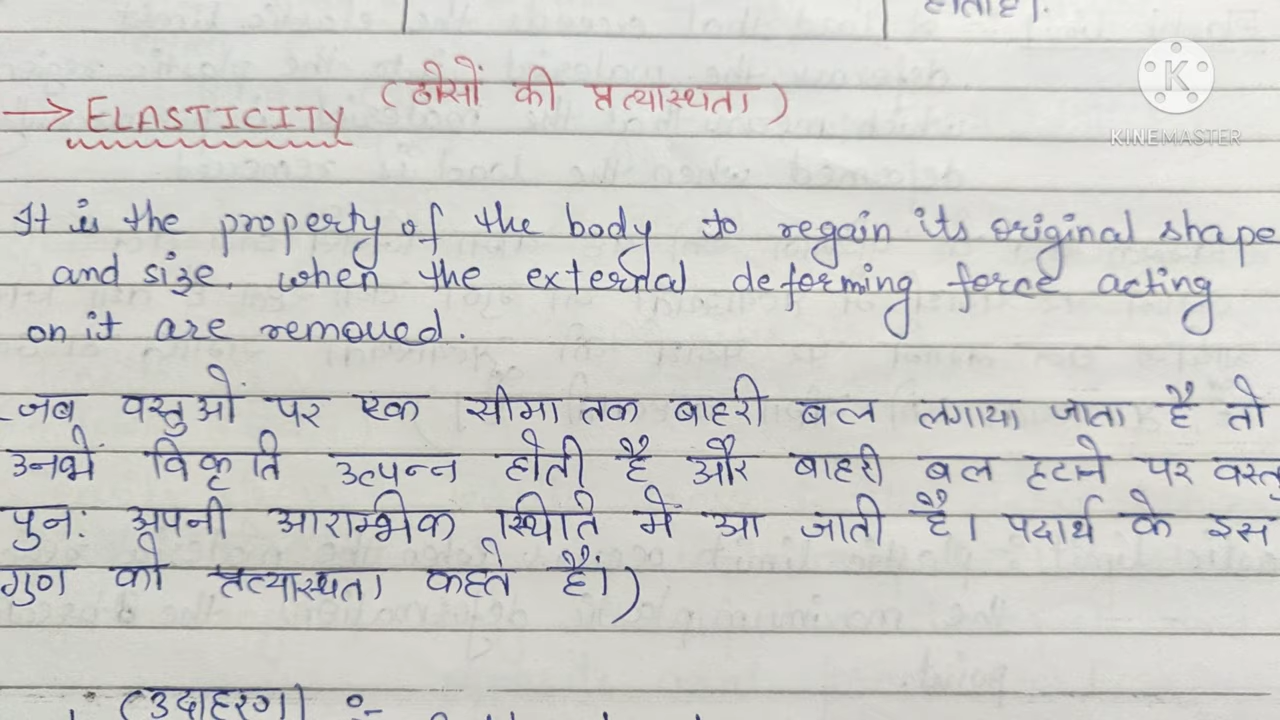 होता है।
→ ELASTICITY (ठोसों की प्रत्यास्थता)
KINEMASTER
It is the property of the body to regain its original shape
and size. when the external deforming force acting
on it are removed.
जब वस्तुओं पर एक सीमा तक बाहरी बल लगाया जाता है तो
उनमें विकृति उत्पन्न होती है और बाहरी बल हटाने पर वस्तु
पुनः अपनी आराम्भिक स्थिति में आ जाती है। पदार्थ के इस
गुण को प्रत्यास्थता कहते हैं।)
(उदाहरण) :-